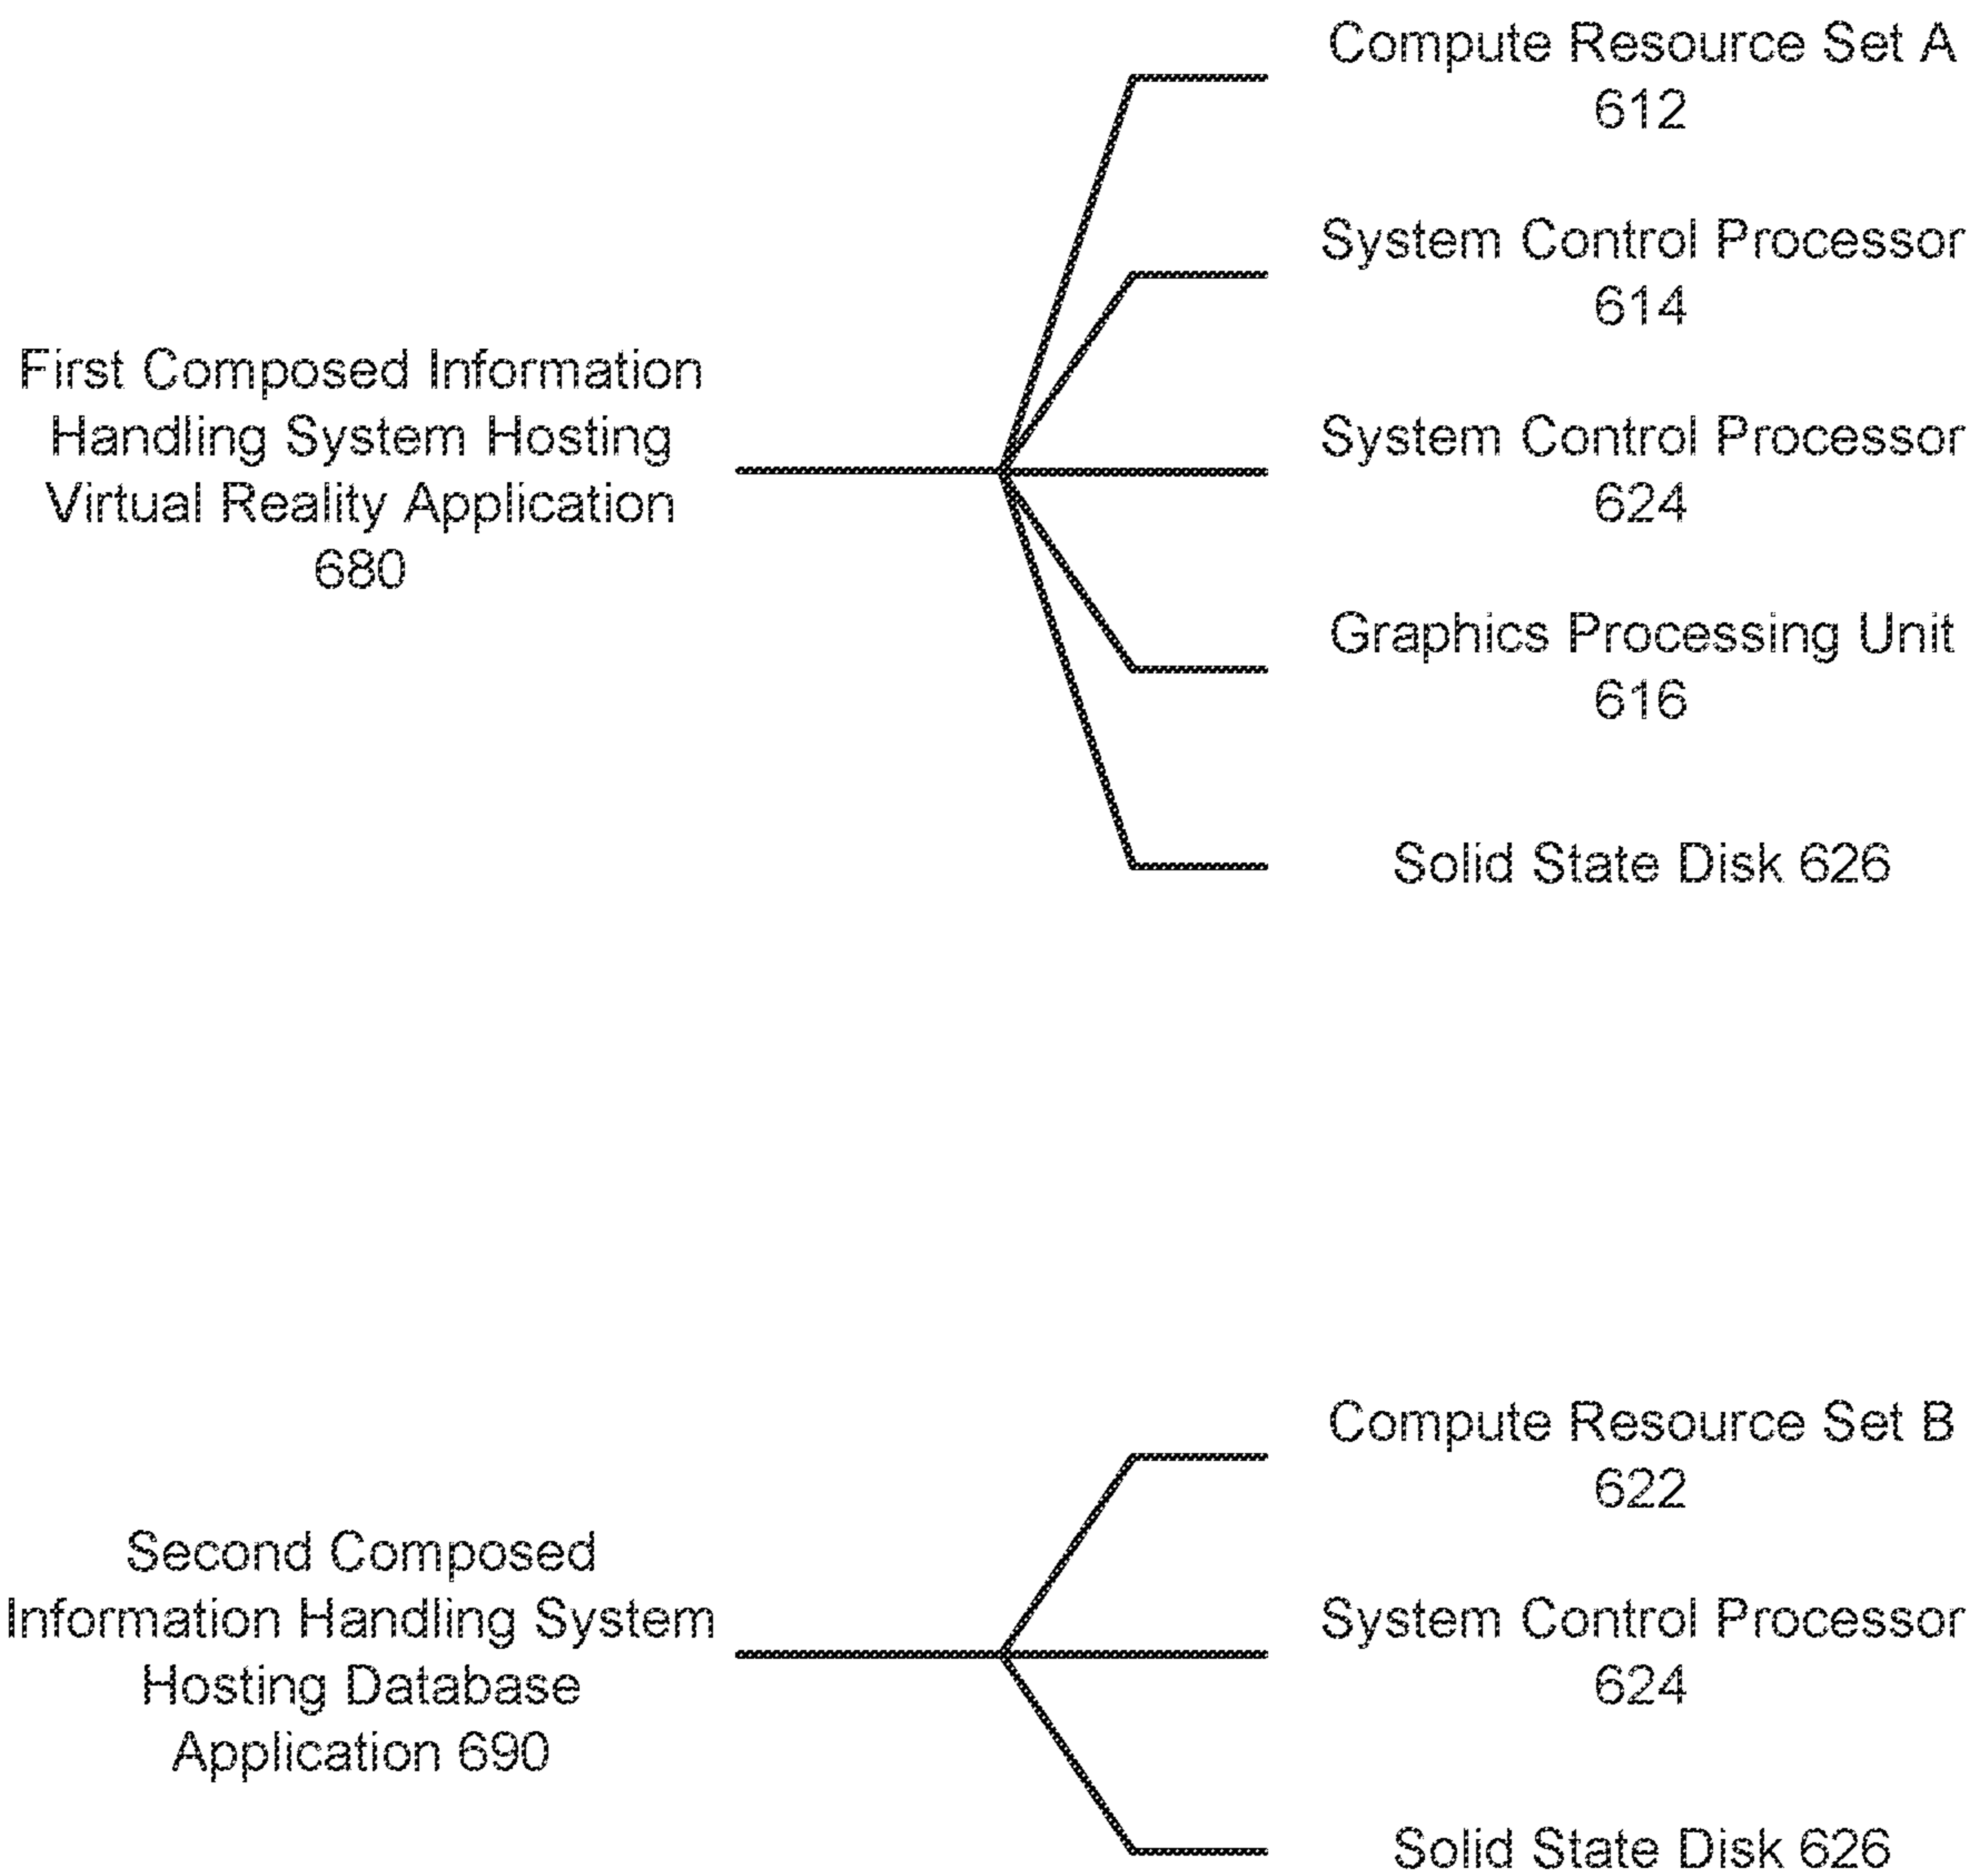 Compute Resource Set A
612
System Control Processor
614
First Composed Information
Handling System Hosting
Virtual Reality Application
680
System Control Processor
624
Graphics Processing Unit
616
Solid State Disk 626
Compute Resource Set B
622
Second Composed
Information Handling System
Hosting Database
Application 690
System Control Processor
624
Solid State Disk 626